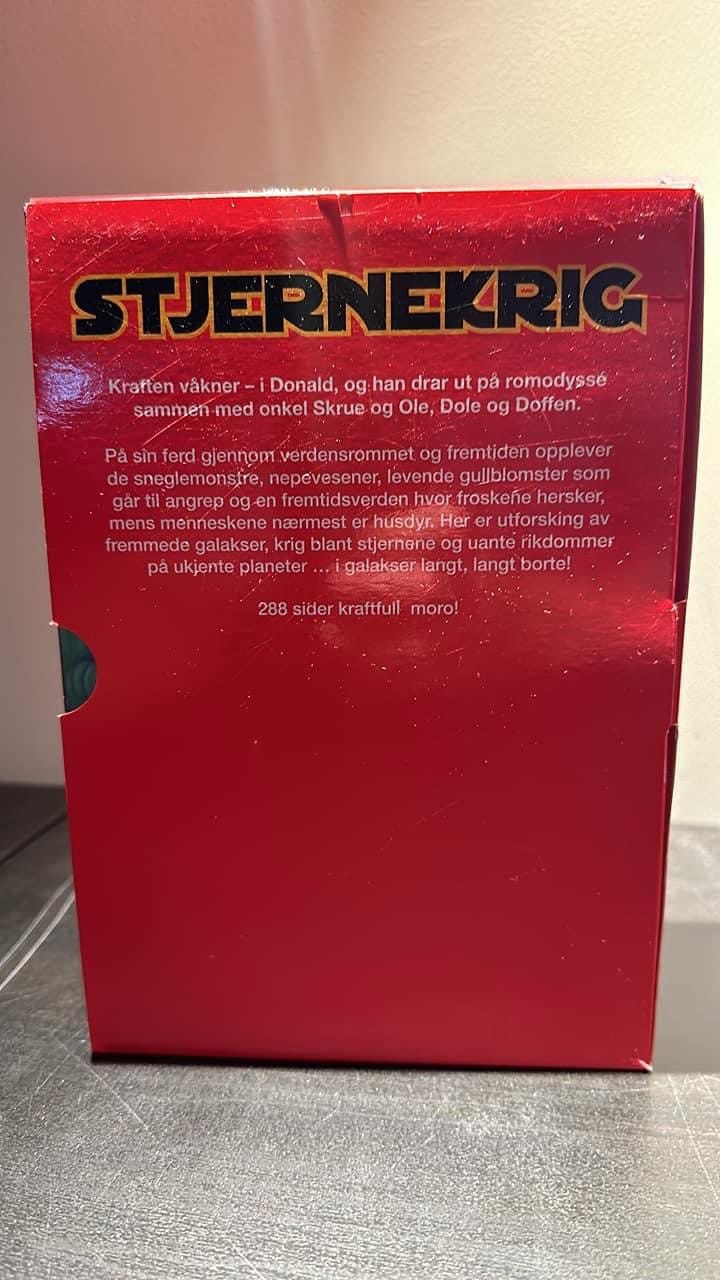 STJERNEKRIG
Kraften våkner – i Donald, og han drar ut på romodyssé
sammen med onkel Skrue og Ole, Dole og Doffen.
På sin ferd gjennom verdensrommet og fremtiden opplever
de sneglemonstre, nepevesener, levende gullblomster som
går til angrep og en fremtidsverden hvor froskene hersker,
mens menneskene nærmest er husdyr. Her er utforsking av
fremmede galakser, krig blant stjernene og uante rikdommer
på ukjente planeter ... i galakser langt, langt borte!
288 sider kraftfull moro!